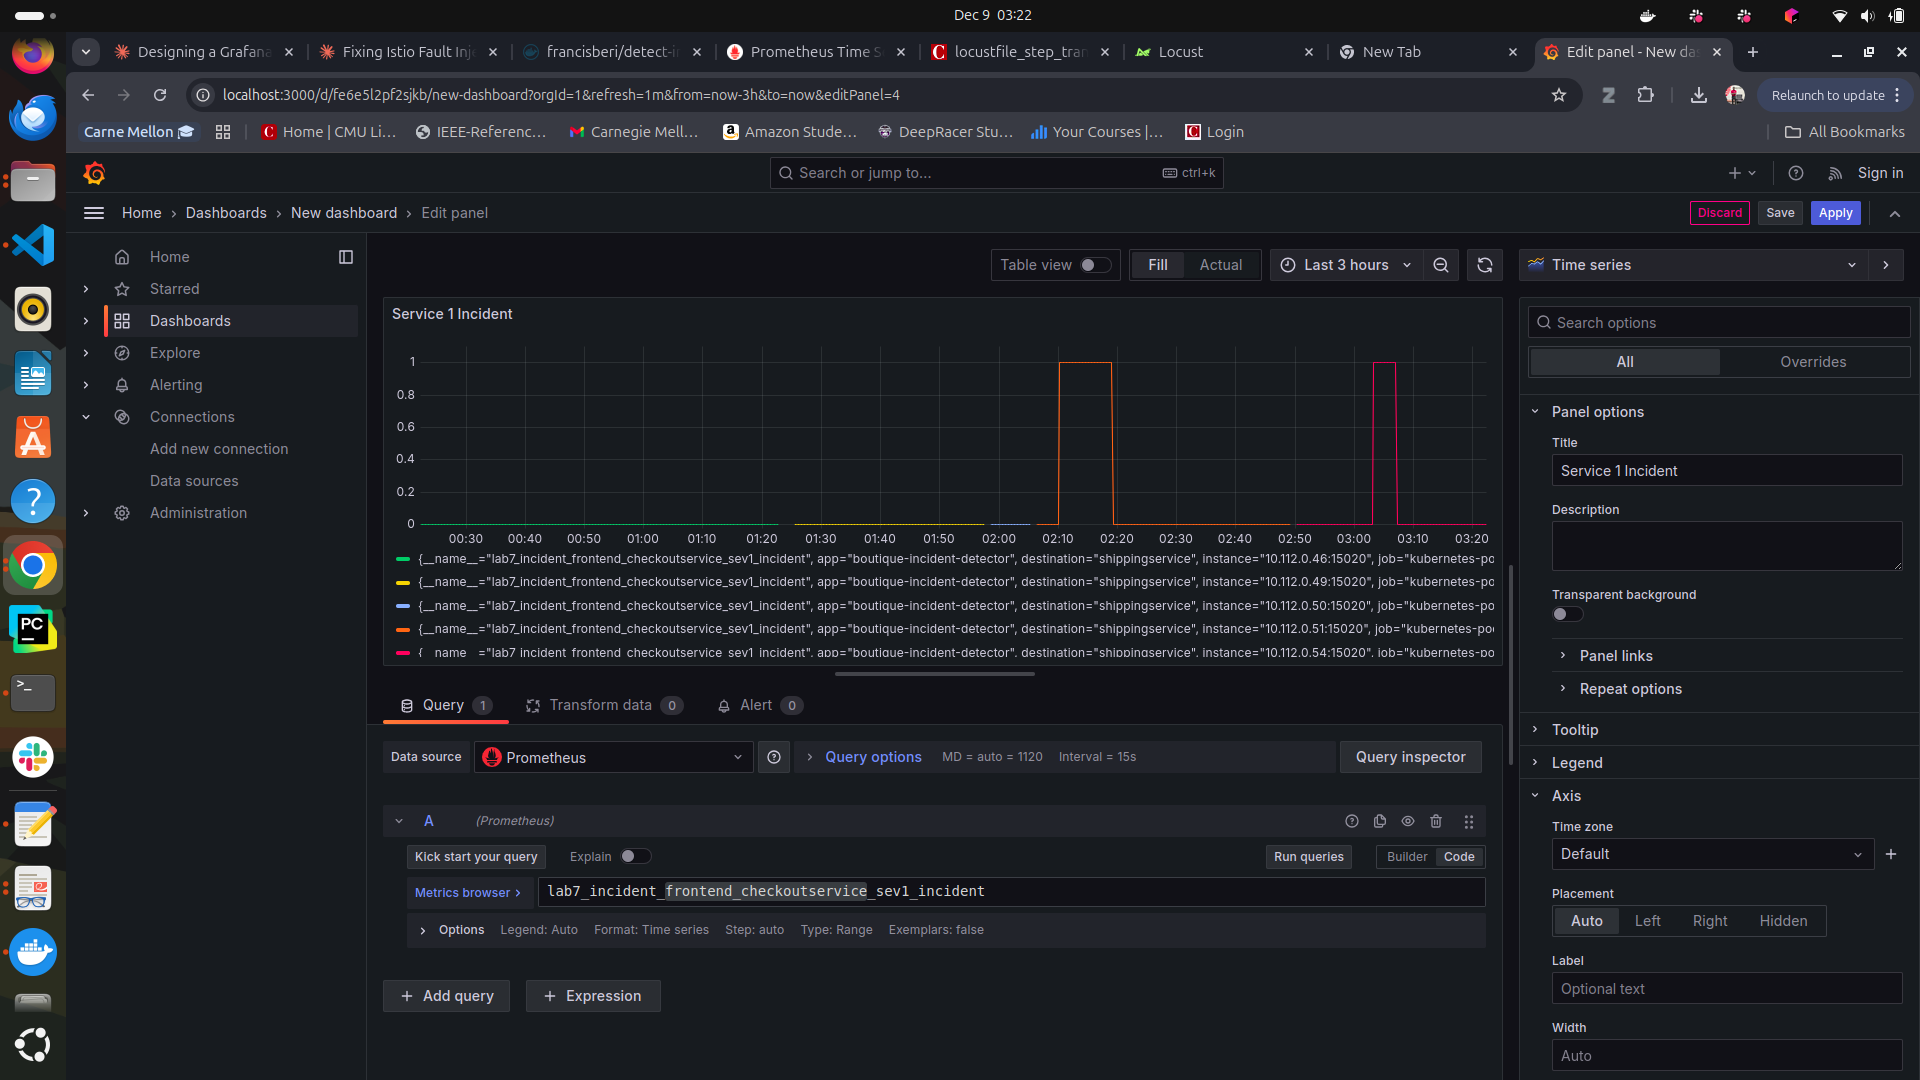 Dec 9 03:22
Designing a Grafana
Fixing Istio Fault Inje
francisberi/detect-i
Prometheus Time S
locustfile_step_tran
Locust
New Tab
Edit panel - New das
localhost:3000/d/fe6e5l2pf2sjkb/new-dashboard?orgId=1&refresh=1m&from=now-3h&to=now&editPanel=4
Relaunch to update
Carne Mellon
Home | CMU Li...
IEEE-Referenc...
Carnegie Mell...
Amazon Stude...
DeepRacer Stu...
Your Courses |...
Login
All Bookmarks
Search or jump to...
ctrl+k
Sign in
Home › Dashboards › New dashboard › Edit panel
Discard
Save
Apply
Home
Starred
Dashboards
Explore
Alerting
Connections
Add new connection
Data sources
Administration
Table view
Fill
Actual
Last 3 hours
Time series
Service 1 Incident
1
0.8
0.6
0.4
0.2
0
00:30 00:40 00:50 01:00 01:10 01:20 01:30 01:40 01:50 02:00 02:10 02:20 02:30 02:40 02:50 03:00 03:10 03:20
{__name__="lab7_incident_frontend_checkoutservice_sev1_incident", app="boutique-incident-detector", destination="shippingservice", instance="10.112.0.46:15020", job="kubernetes-po
{__name__="lab7_incident_frontend_checkoutservice_sev1_incident", app="boutique-incident-detector", destination="shippingservice", instance="10.112.0.49:15020", job="kubernetes-po
{__name__="lab7_incident_frontend_checkoutservice_sev1_incident", app="boutique-incident-detector", destination="shippingservice", instance="10.112.0.50:15020", job="kubernetes-po
{__name__="lab7_incident_frontend_checkoutservice_sev1_incident", app="boutique-incident-detector", destination="shippingservice", instance="10.112.0.51:15020", job="kubernetes-po
{__name__="lab7_incident_frontend_checkoutservice_sev1_incident", app="boutique-incident-detector", destination="shippingservice", instance="10.112.0.54:15020", job="kubernetes-po
Query 1
Transform data 0
Alert 0
Data source
Prometheus
Query options
MD = auto = 1120
Interval = 15s
Query inspector
A
(Prometheus)
Kick start your query
Explain
Run queries
Builder
Code
Metrics browser >
lab7_incident_frontend_checkoutservice_sev1_incident
Options
Legend: Auto
Format: Time series
Step: auto
Type: Range
Exemplars: false
+ Add query
+ Expression
Search options
All
Overrides
Panel options
Title
Service 1 Incident
Description
Transparent background
Panel links
Repeat options
Tooltip
Legend
Axis
Time zone
Default
Placement
Auto
Left
Right
Hidden
Label
Optional text
Width
Auto